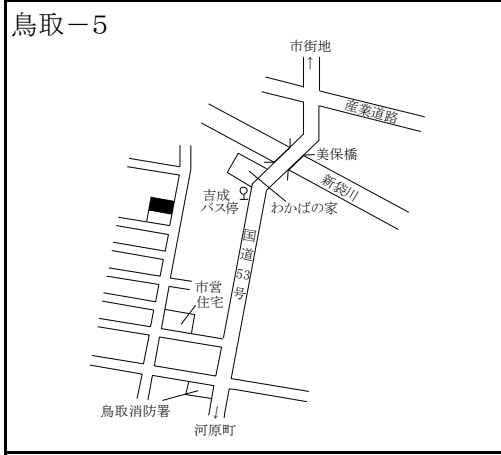 鳥取－5
市街地
↑
産業道路
美保橋
新袋川
吉成
バス停
わかばの家
国道53号
市営
住宅
鳥取消防署
↓
河原町